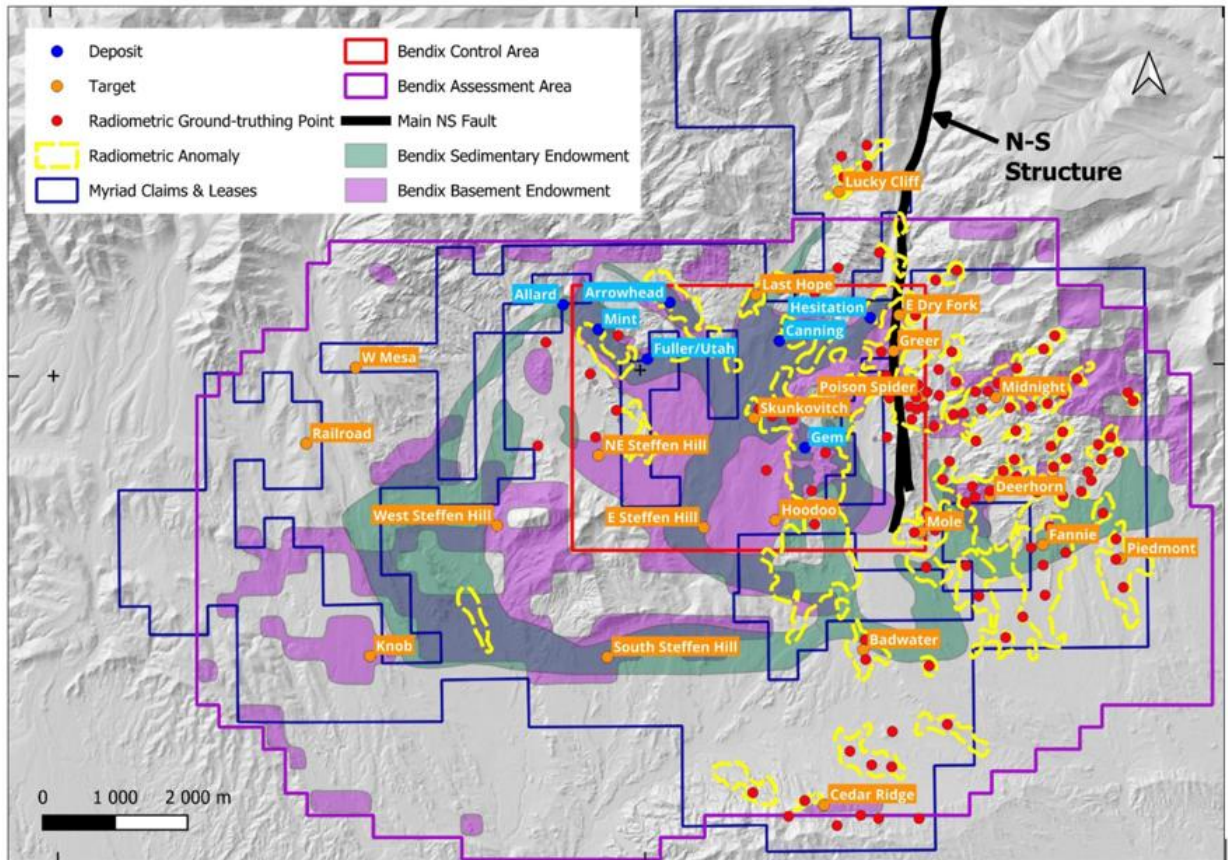 Deposit
Target
Radiometric Ground-truthing Point
Radiometric Anomaly
Myriad Claims & Leases
Bendix Control Area
Bendix Assessment Area
Main NS Fault
Bendix Sedimentary Endowment
Bendix Basement Endowment
N-S
Structure
Lucky Cliff
Last Hope
Allard
Arrowhead
Hesitation
E Dry Fork
Mint
Canning
Greer
Fuller/Utah
W Mesa
Poison Spider
Midnight
Skunkovitch
Railroad
Gem
NE Steffen Hill
Deerhorn
West Steffen Hill
E Steffen Hill
Hoodoo
Mole
Fannie
Piedmont
Knob
South Steffen Hill
Badwater
Cedar Ridge
0 1 000 2 000 m